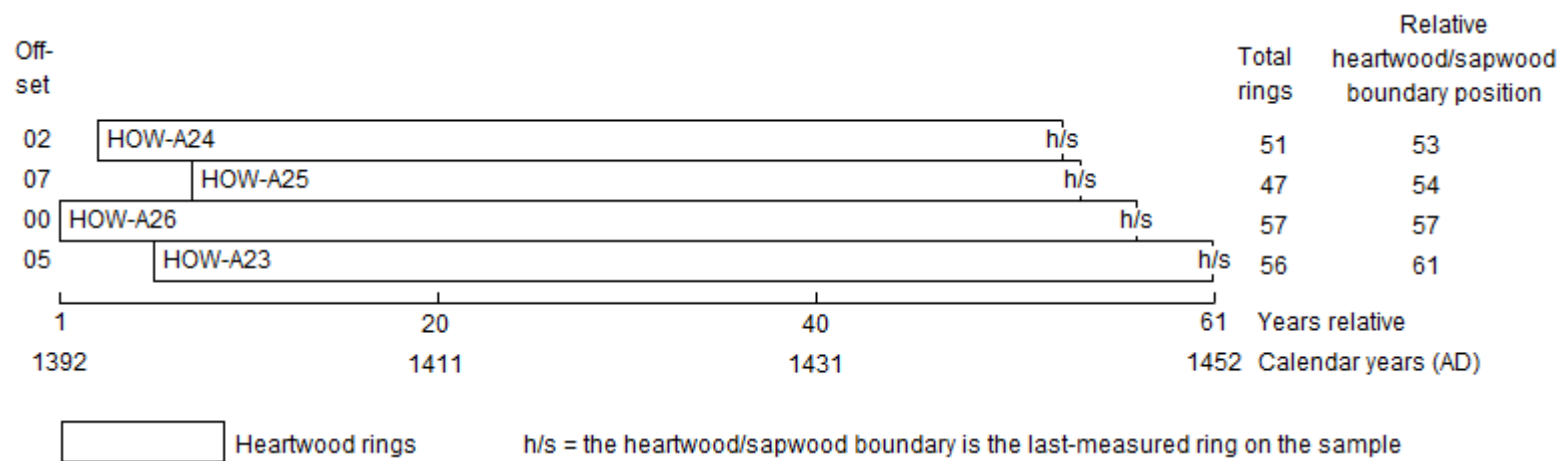 Off-
set
Total
rings
Relative
heartwood/sapwood
boundary position
02 HOW-A24 h/s 51 53
07 HOW-A25 h/s 47 54
00 HOW-A26 h/s 57 57
05 HOW-A23 h/s 56 61
1 20 40 61 Years relative
1392 1411 1431 1452 Calendar years (AD)
Heartwood rings h/s = the heartwood/sapwood boundary is the last-measured ring on the sample